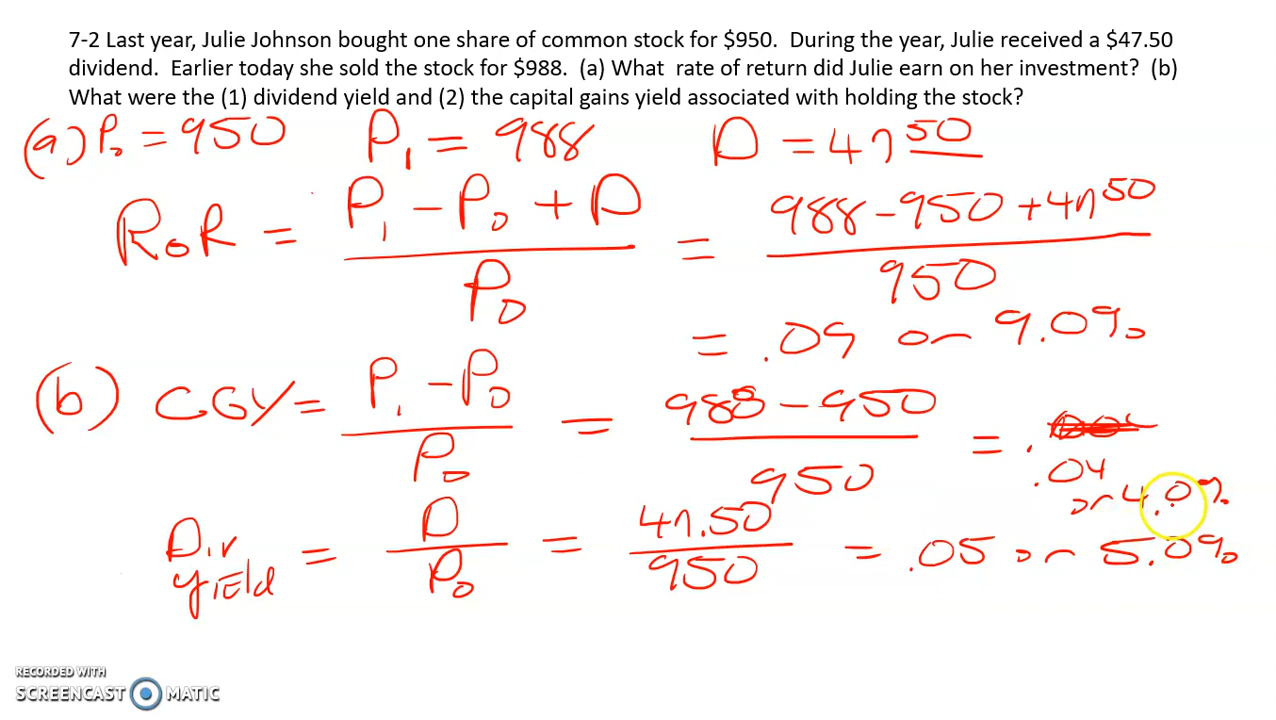 7-2 Last year, Julie Johnson bought one share of common stock for $950. During the year, Julie received a $47.50
dividend. Earlier today she sold the stock for $988. (a) What rate of return did Julie earn on her investment? (b)
What were the (1) dividend yield and (2) the capital gains yield associated with holding the stock?
(a) P₀ = 950 P₁ = 988 D = 47 50
RoR = P₁ - P₀ + D / P₀ = 988 - 950 + 47 50 / 950
= .09 or 9.0%
(b) CGY = P₁ - P₀ / P₀ = 988 - 950 / 950 = .
.04
or 4.0%
Div yield = D / P₀ = 47.50 / 950 = .05 or 5.0%
RECORDED WITH
SCREENCAST MATIC